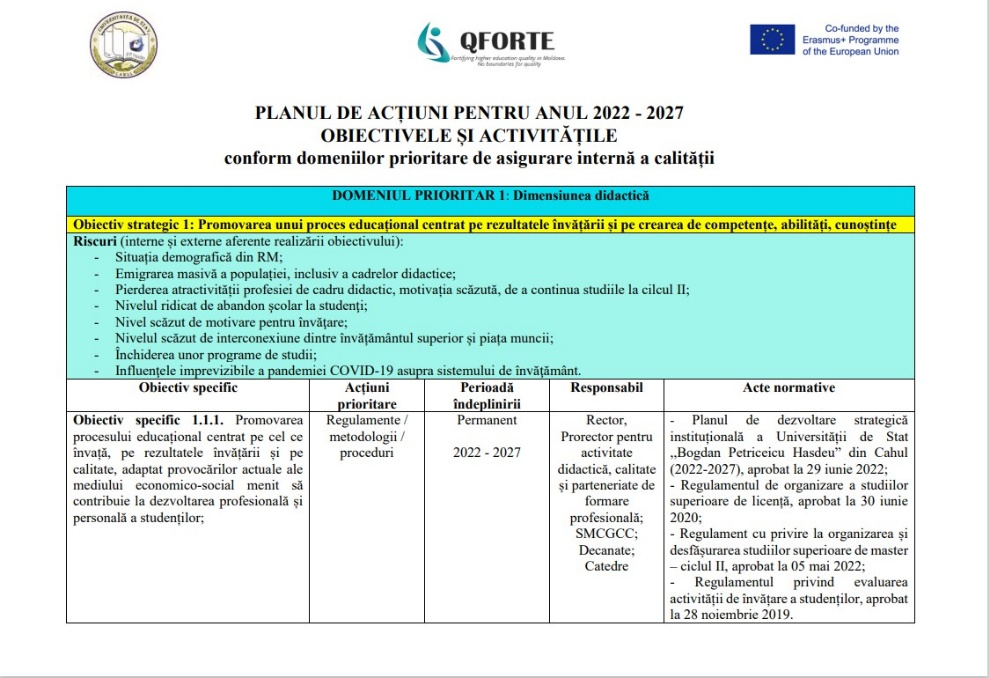 UNIVERSITATEA DE STAT
QFORTE
Fortifying higher education quality in Moldova.
No boundaries for quality
Co-funded by the
Erasmus+ Programme
of the European Union
PLANUL DE ACȚIUNI PENTRU ANUL 2022 - 2027
OBIECTIVELE ȘI ACTIVITĂȚILE
conform domeniilor prioritare de asigurare internă a calității
DOMENIUL PRIORITAR 1: Dimensiunea didactică
Obiectiv strategic 1: Promovarea unui proces educațional centrat pe rezultatele învățării și pe crearea de competențe, abilități, cunoștințe
Riscuri (interne și externe aferente realizării obiectivului):
- Situația demografică din RM;
- Emigrarea masivă a populației, inclusiv a cadrelor didactice;
- Pierderea atractivității profesiei de cadru didactic, motivația scăzută, de a continua studiile la cilcul II;
- Nivelul ridicat de abandon școlar la studenți;
- Nivel scăzut de motivare pentru învățare;
- Nivelul scăzut de interconexiune dintre învățământul superior și piața muncii;
- Închiderea unor programe de studii;
- Influențele imprevizibile a pandemiei COVID-19 asupra sistemului de învățământ.
Obiectiv specific
Acțiuni
prioritare
Perioadă
îndeplinirii
Responsabil
Acte normative
Obiectiv specific 1.1.1. Promovarea
procesului educațional centrat pe cel ce
învață, pe rezultatele învățării și pe
calitate, adaptat provocărilor actuale ale
mediului economico-social menit să
contribuie la dezvoltarea profesională și
personală a studenților;
Regulamente /
metodologii /
proceduri
Permanent
2022 - 2027
Rector,
Prorector pentru
activitate
didactică, calitate
și parteneriate de
formare
profesională;
SMCGCC;
Decanate;
Catedre
- Planul de dezvoltare strategică
instituțională a Universității de Stat
,,Bogdan Petriceicu Hasdeu” din Cahul
(2022-2027), aprobat la 29 iunie 2022;
- Regulamentul de organizare a studiilor
superioare de licență, aprobat la 30 iunie
2020;
- Regulament cu privire la organizarea și
desfășurarea studiilor superioare de master
– ciclul II, aprobat la 05 mai 2022;
- Regulamentul privind evaluarea
activității de învățare a studenților, aprobat
la 28 noiembrie 2019.